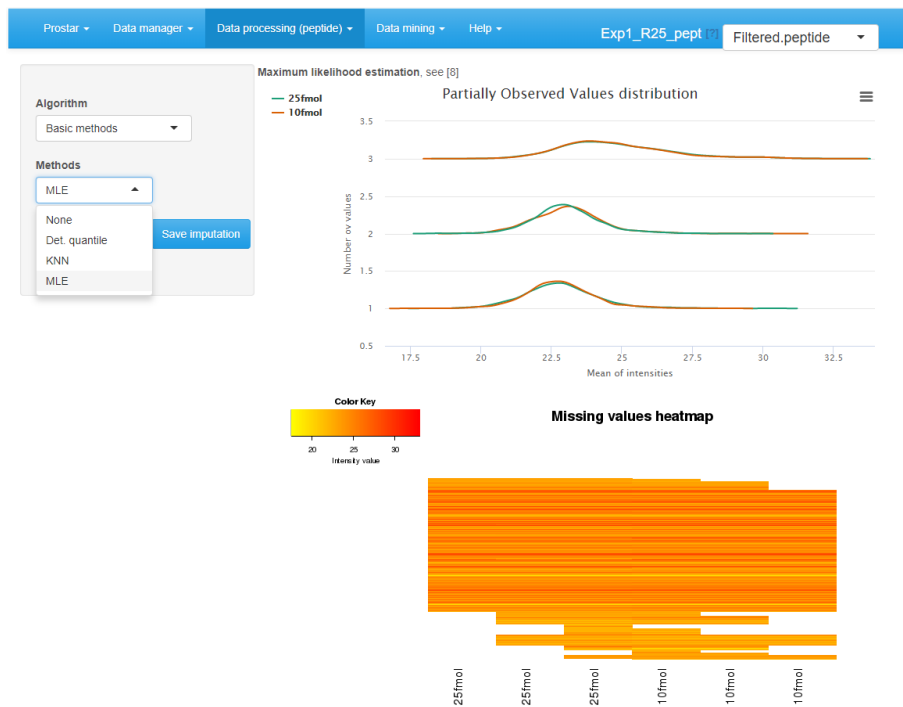 Prostar
Data manager
Data processing (peptide)
Data mining
Help
Exp1_R25_pept [?]
Filtered.peptide
Algorithm
Basic methods
Methods
MLE
None
Det. quantile
KNN
MLE
Save imputation
Maximum likelihood estimation, see [8]
25fmol
10fmol
Partially Observed Values distribution
Number ov values
3.5
3
2.5
2
1.5
1
0.5
17.5 20 22.5 25 27.5 30 32.5
Mean of intensities
Color Key
20 25 30
Intensity value
Missing values heatmap
25fmol
25fmol
25fmol
10fmol
10fmol
10fmol